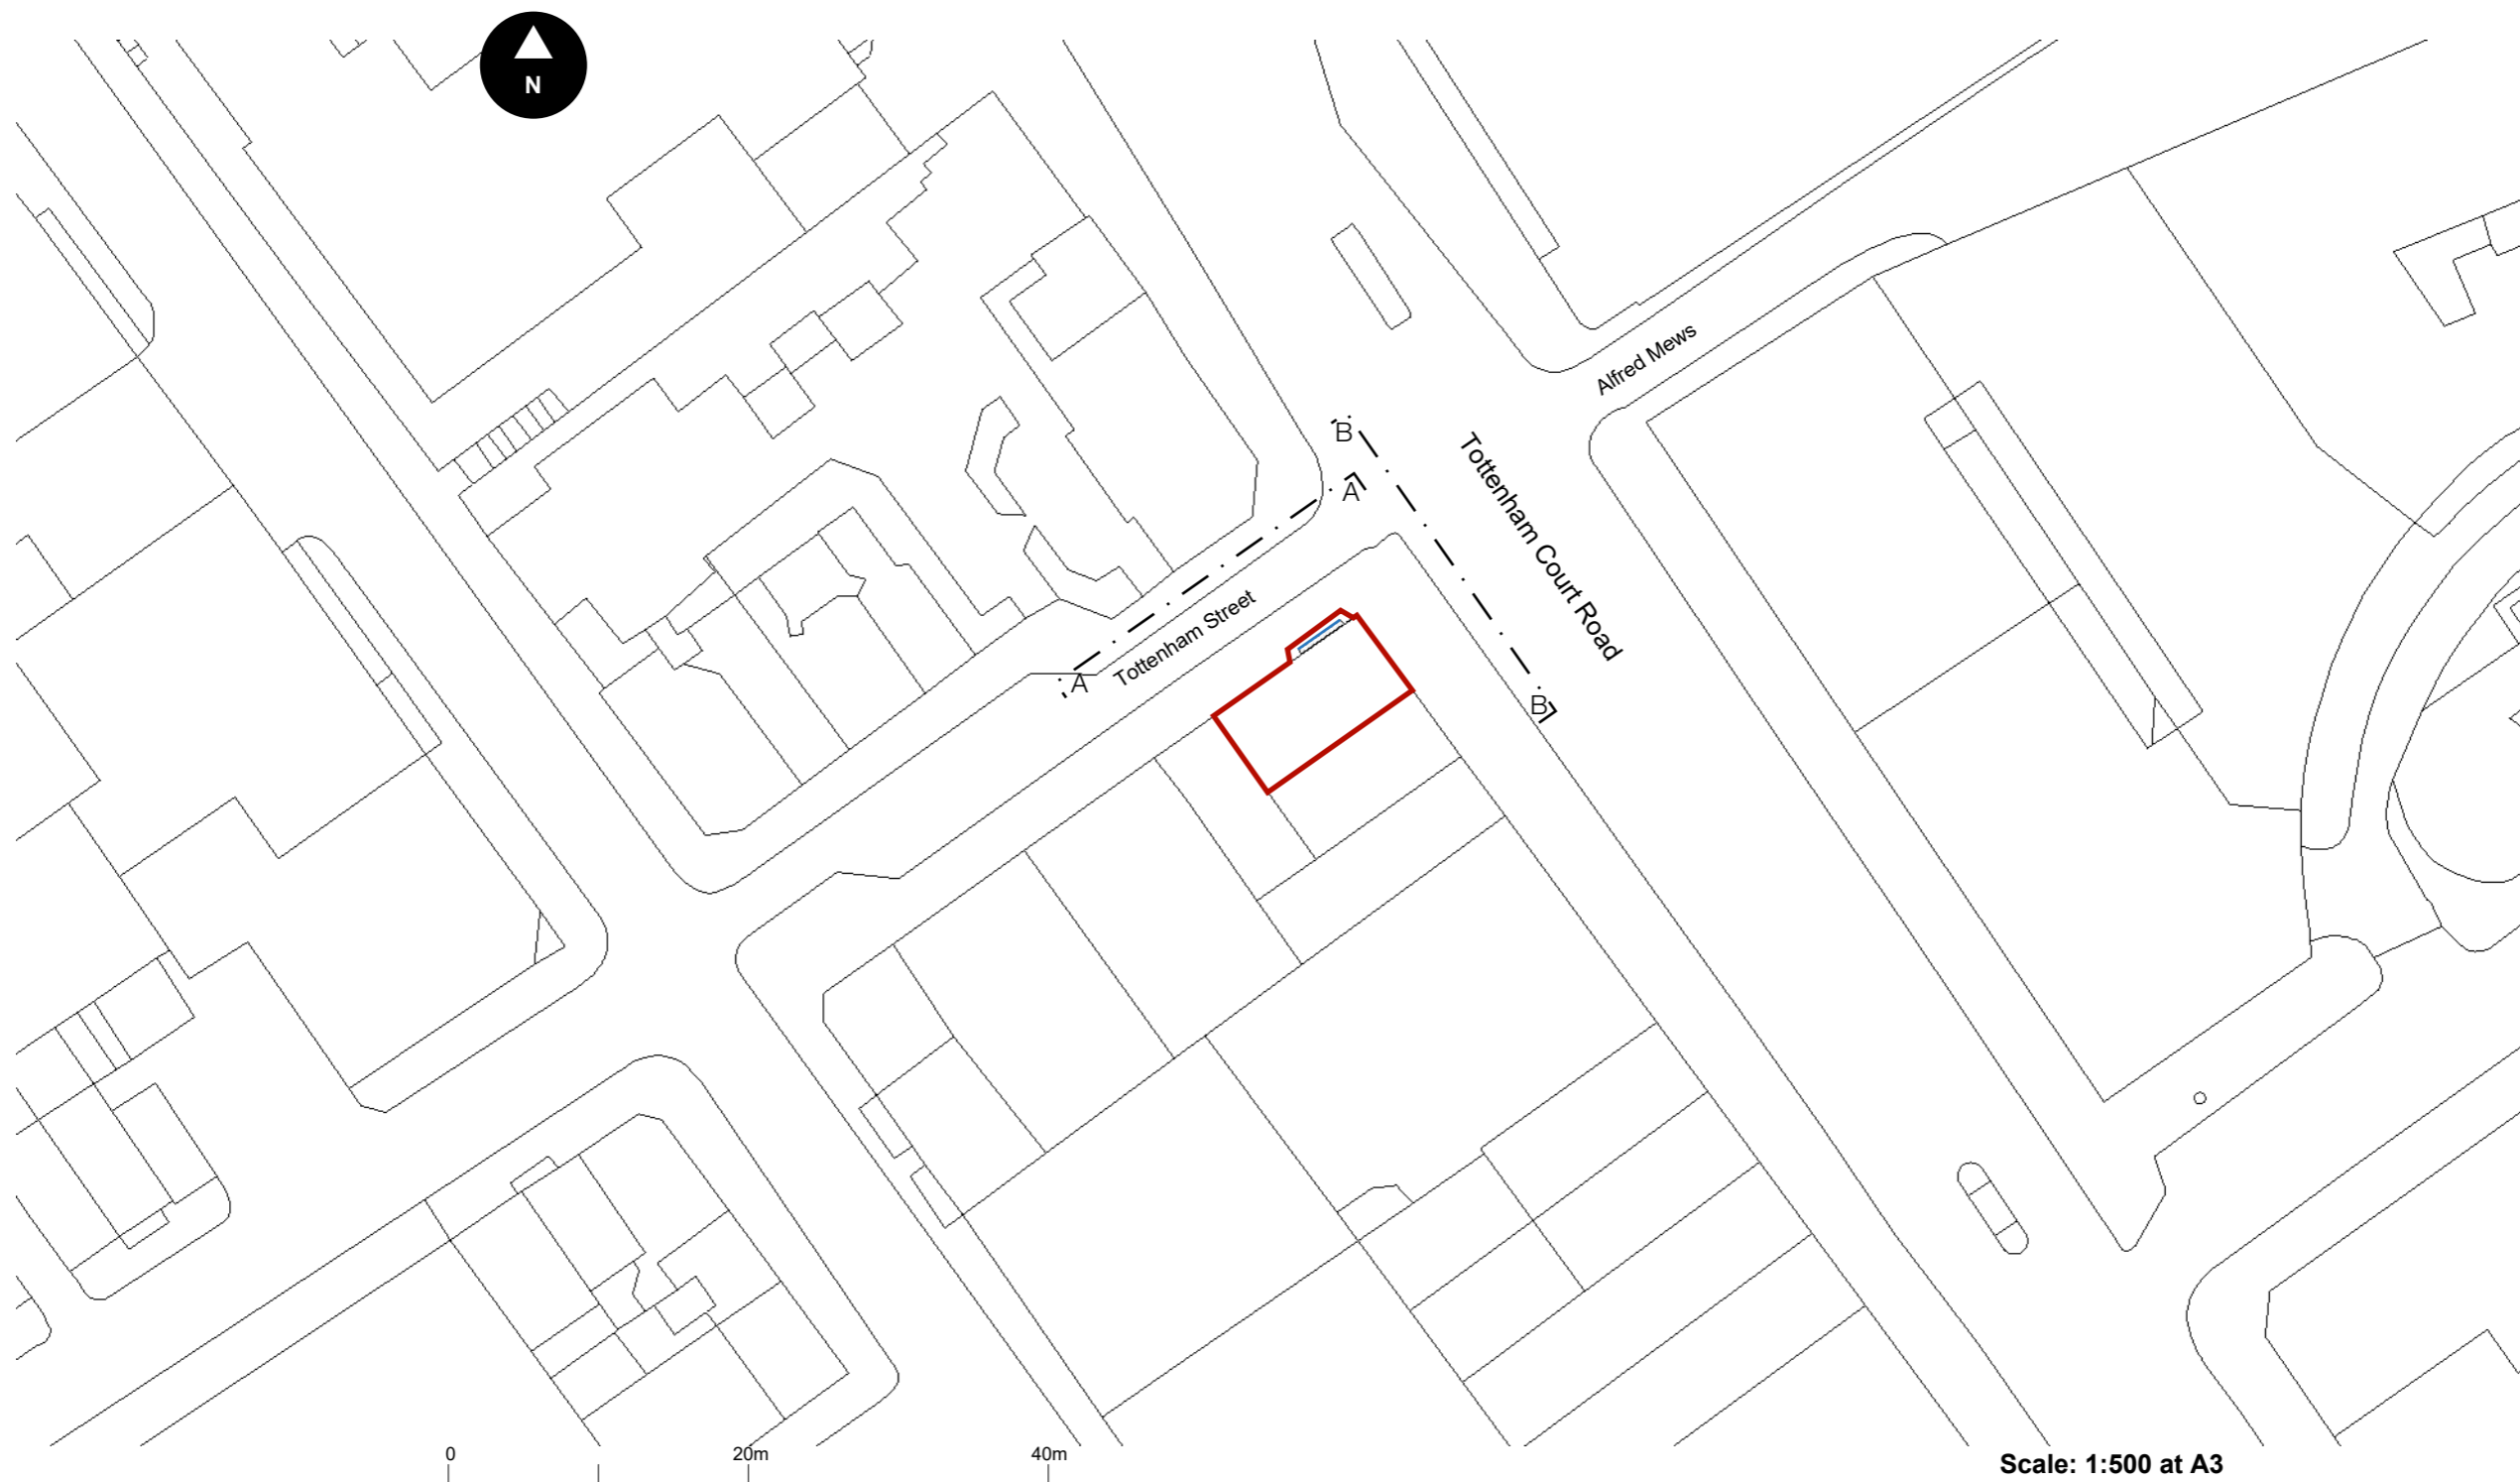 N
Alfred Mews
B
A
Tottenham Court Road
Tottenham Street
A
B
0
20m
40m
Scale: 1:500 at A3